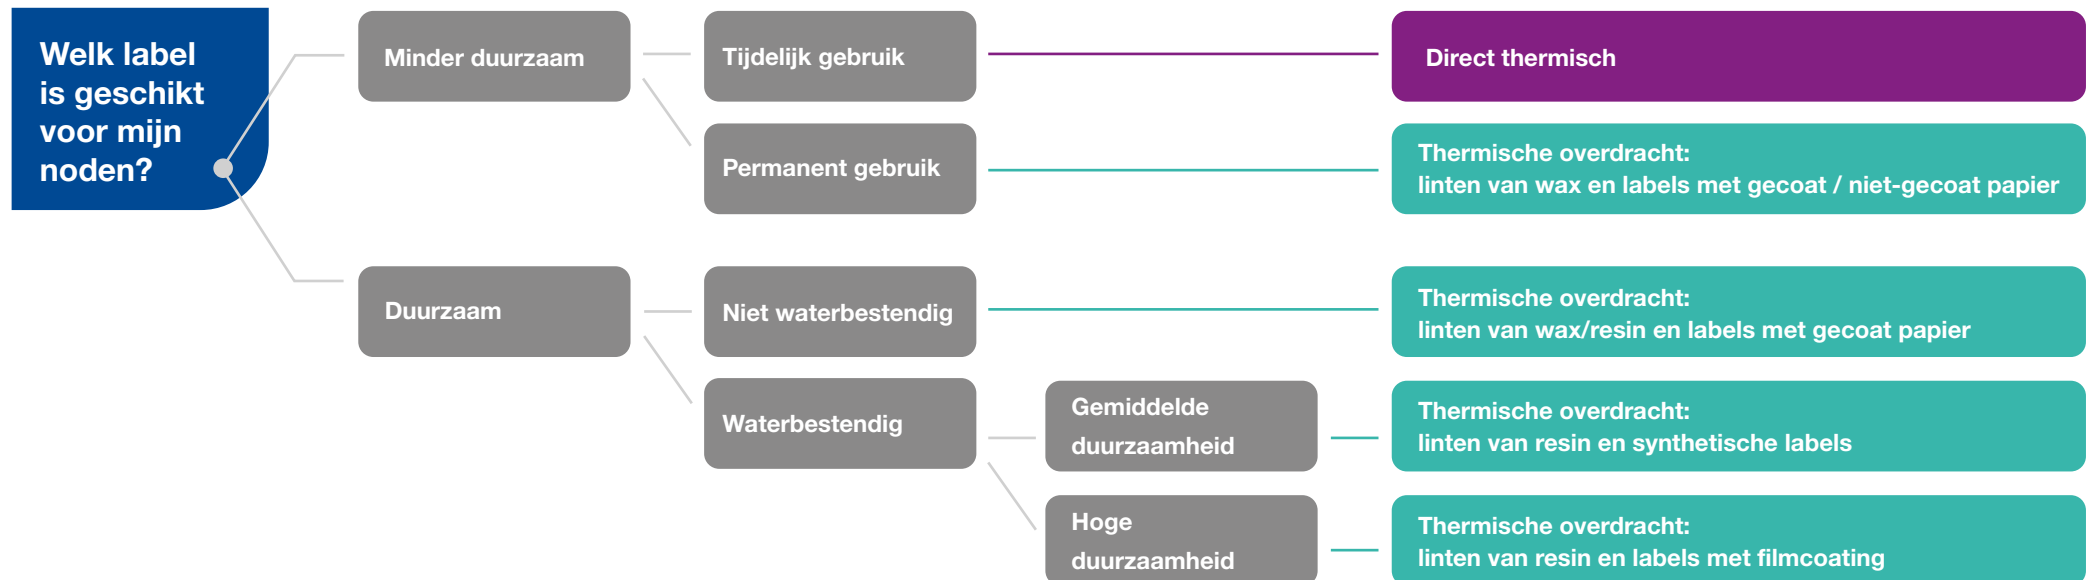 Welk label
is geschikt
voor mijn
noden?
Minder duurzaam
Tijdelijk gebruik
Direct thermisch
Permanent gebruik
Thermische overdracht:
linten van wax en labels met gecoat / niet-gecoat papier
Duurzaam
Niet waterbestendig
Thermische overdracht:
linten van wax/resin en labels met gecoat papier
Waterbestendig
Gemiddelde
duurzaamheid
Thermische overdracht:
linten van resin en synthetische labels
Hoge
duurzaamheid
Thermische overdracht:
linten van resin en labels met filmcoating